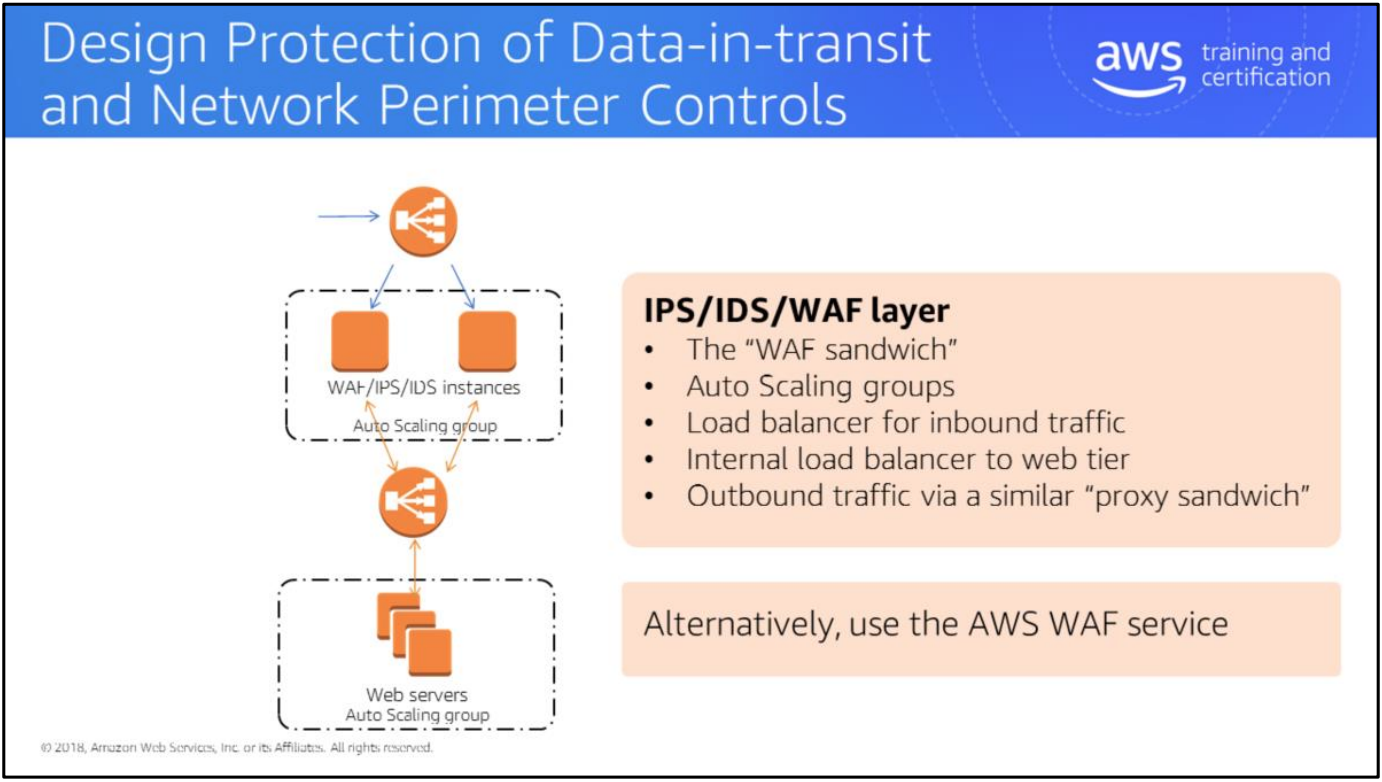 Design Protection of Data-in-transit
and Network Perimeter Controls
aws training and
certification
WAF/IPS/IDS instances
Auto Scaling group
Web servers
Auto Scaling group
IPS/IDS/WAF layer
• The “WAF sandwich”
• Auto Scaling groups
• Load balancer for inbound traffic
• Internal load balancer to web tier
• Outbound traffic via a similar “proxy sandwich”
Alternatively, use the AWS WAF service
© 2018, Amazon Web Services, Inc. or its Affiliates. All rights reserved.